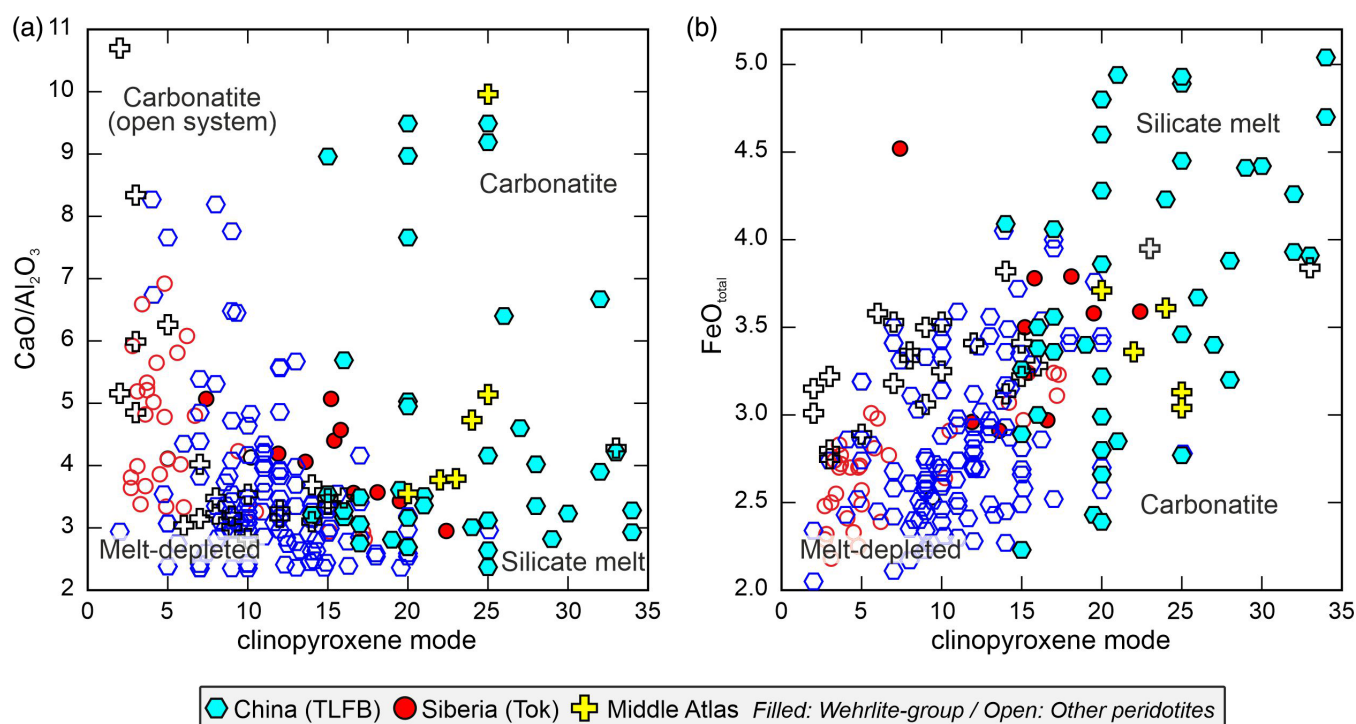 (a)
11
10
9
8
7
6
5
4
3
2
CaO/Al₂O₃
Carbonatite
(open system)
Carbonatite
Melt-depleted
Silicate melt
0 5 10 15 20 25 30 35
clinopyroxene mode
(b)
5.0
4.5
4.0
3.5
3.0
2.5
2.0
FeO_total
Silicate melt
Carbonatite
Melt-depleted
0 5 10 15 20 25 30 35
clinopyroxene mode
China (TLFB) Siberia (Tok) Middle Atlas Filled: Wehrlite-group / Open: Other peridotites